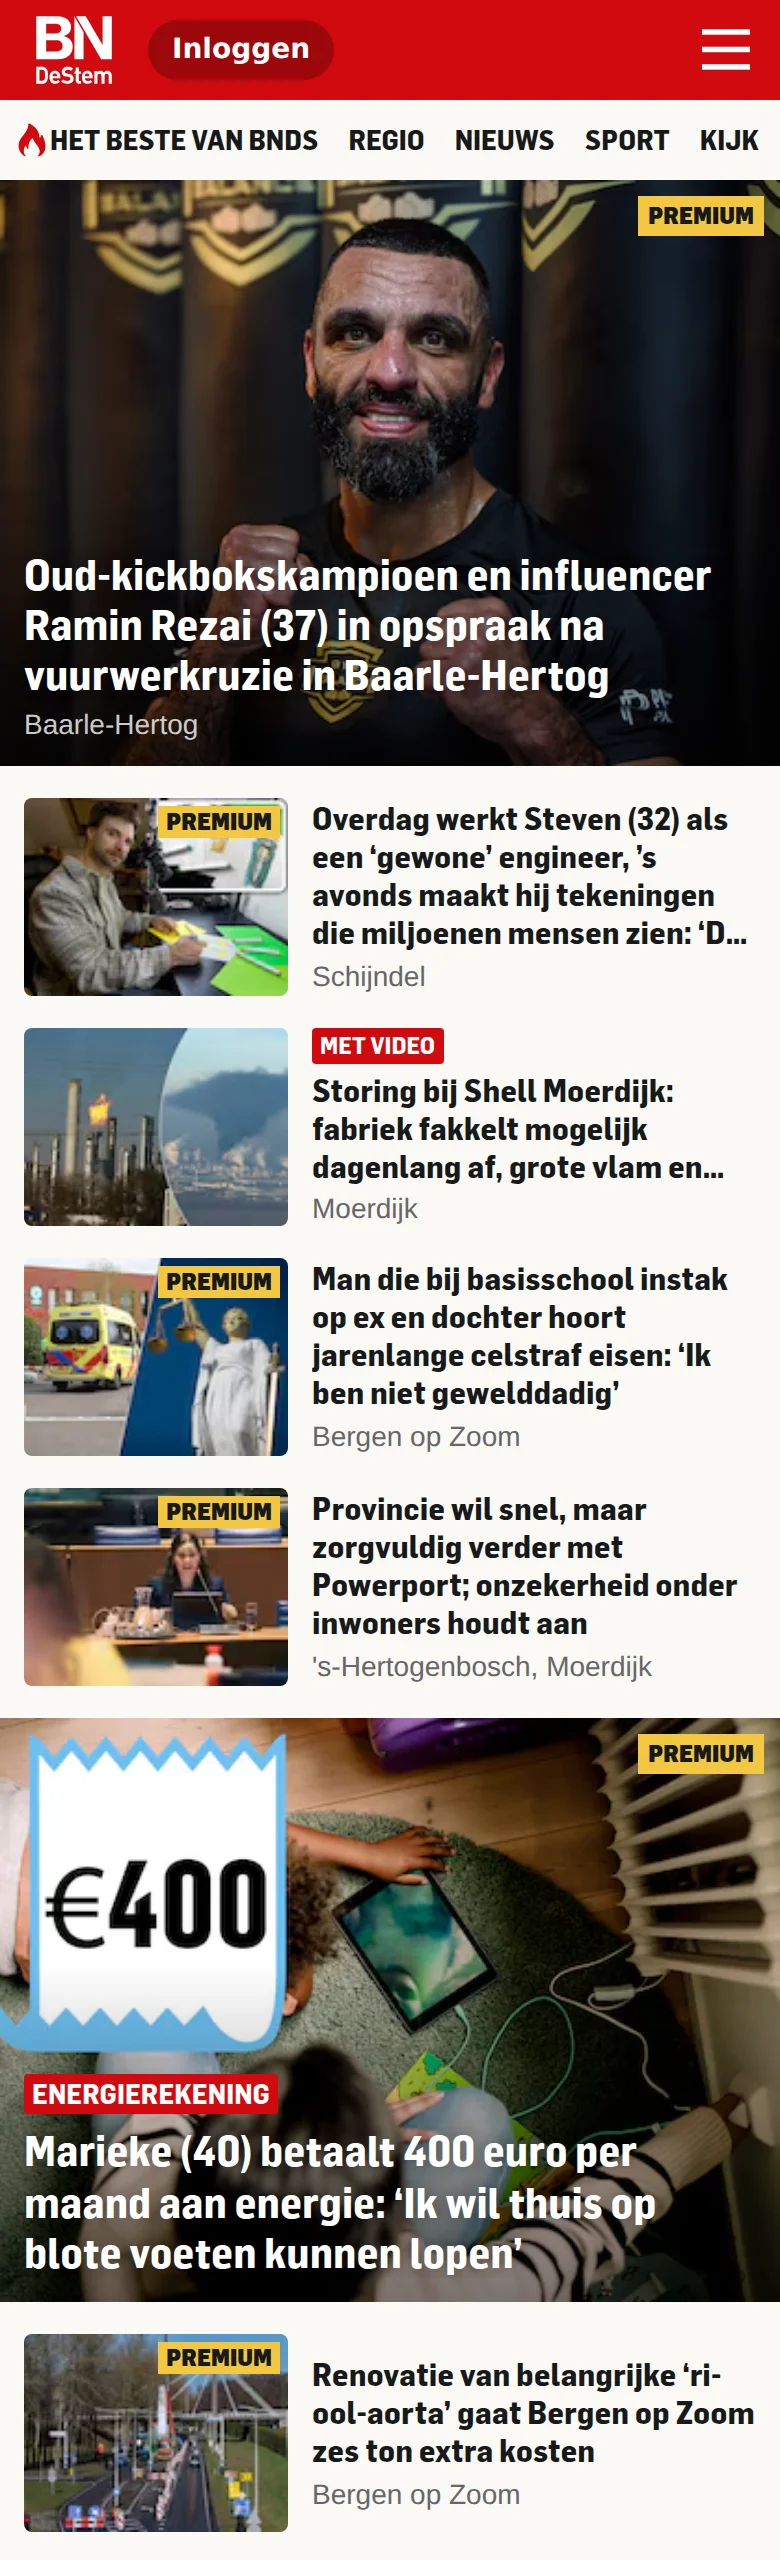 BN
DeStem
Inloggen
HET BESTE VAN BNDS REGIO NIEUWS SPORT KIJK
PREMIUM
Oud-kickbokskampioen en influencer
Ramin Rezai (37) in opspraak na
vuurwerkruzie in Baarle-Hertog
Baarle-Hertog
PREMIUM
Overdag werkt Steven (32) als
een ‘gewone’ engineer, ’s
avonds maakt hij tekeningen
die miljoenen mensen zien: ‘D...
Schijndel
MET VIDEO
Storing bij Shell Moerdijk:
fabriek fakkelt mogelijk
dagenlang af, grote vlam en...
Moerdijk
PREMIUM
Man die bij basisschool instak
op ex en dochter hoort
jarenlange celstraf eisen: ‘Ik
ben niet gewelddadig’
Bergen op Zoom
PREMIUM
Provincie wil snel, maar
zorgvuldig verder met
Powerport; onzekerheid onder
inwoners houdt aan
's-Hertogenbosch, Moerdijk
PREMIUM
€400
ENERGIEREKENING
Marieke (40) betaalt 400 euro per
maand aan energie: ‘Ik wil thuis op
blote voeten kunnen lopen’
PREMIUM
Renovatie van belangrijke ‘ri-
ool-aorta’ gaat Bergen op Zoom
zes ton extra kosten
Bergen op Zoom